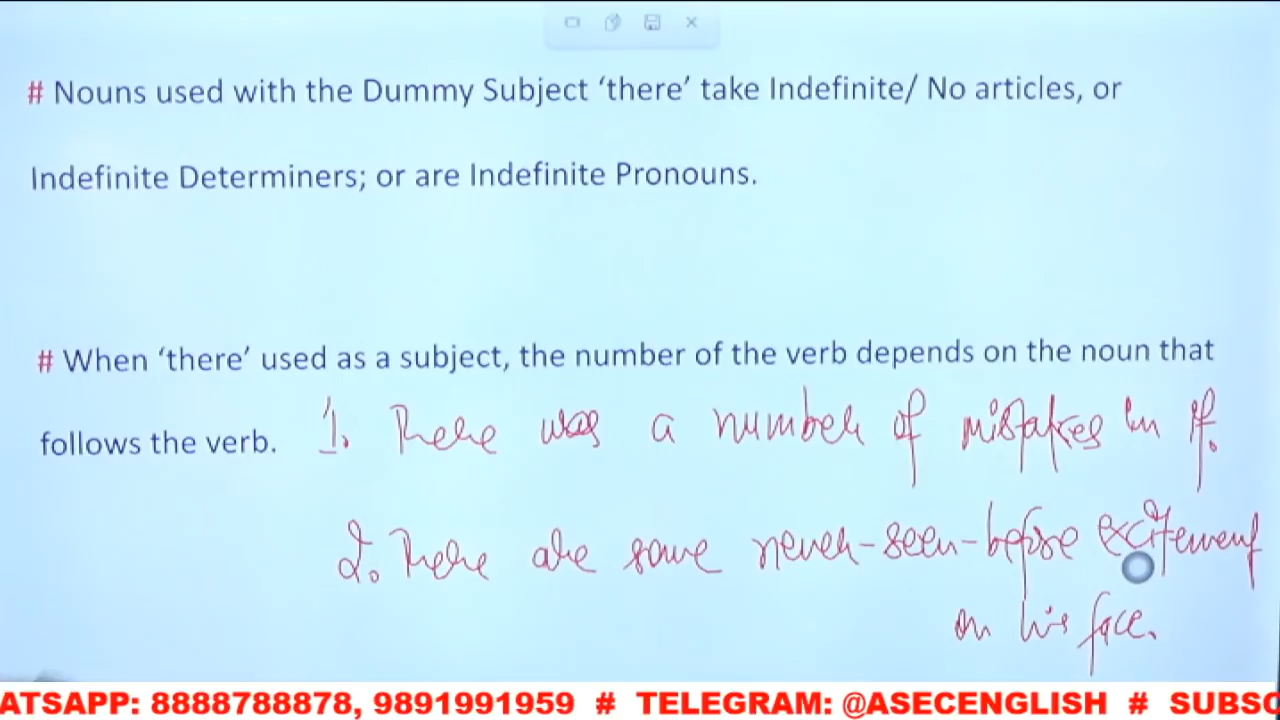 # Nouns used with the Dummy Subject ‘there’ take Indefinite/ No articles, or
Indefinite Determiners; or are Indefinite Pronouns.
# When ‘there’ used as a subject, the number of the verb depends on the noun that
follows the verb. 1. There was a number of mistakes in it.
2. There are some never-seen-before excitement
on his face.
ATSAPP: 8888788878, 9891991959 # TELEGRAM: @ASECENGLISH # SUBSC